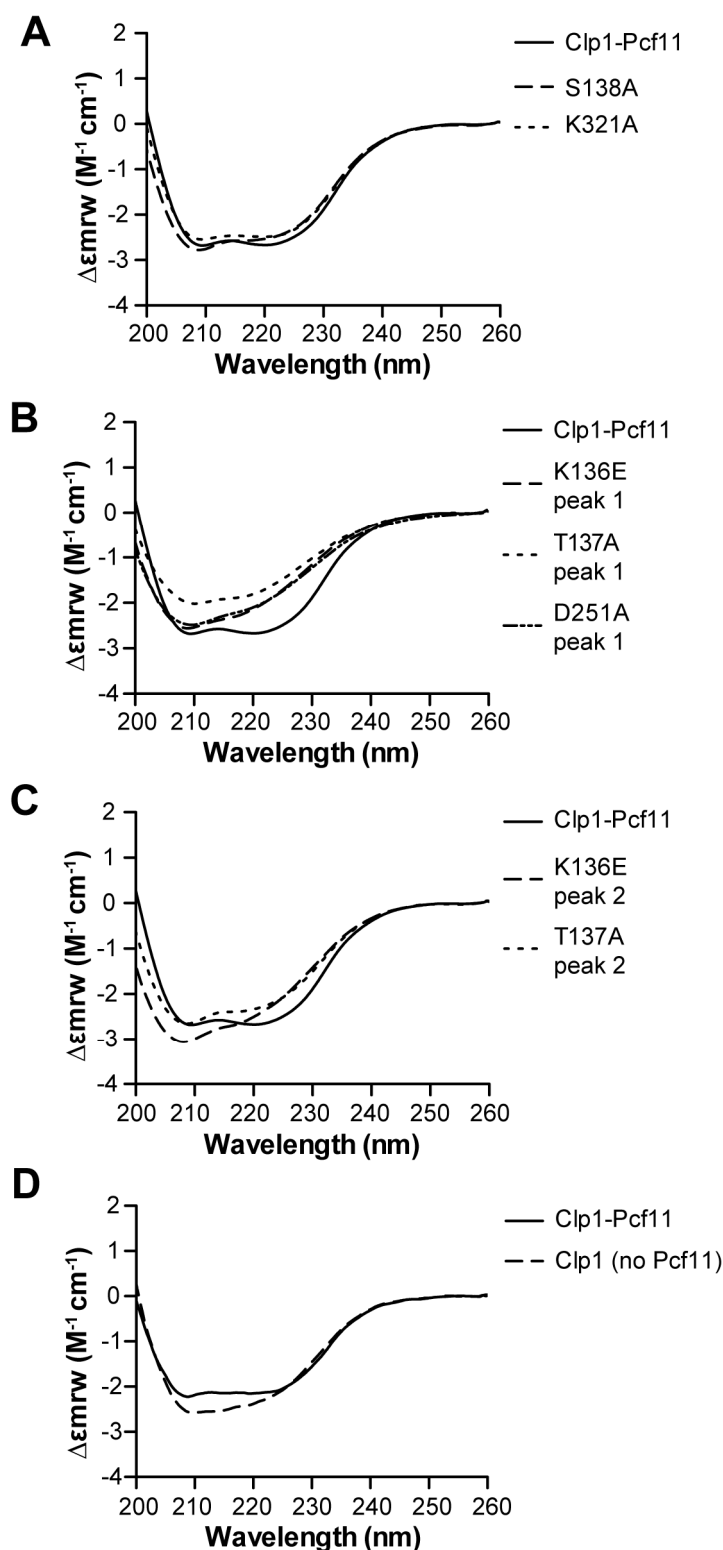 A
Δεmrw (M-1 cm-1)
2
1
0
-1
-2
-3
-4
200 210 220 230 240 250 260
Wavelength (nm)
Clp1-Pcf11
S138A
K321A
B
Δεmrw (M-1 cm-1)
2
1
0
-1
-2
-3
-4
200 210 220 230 240 250 260
Wavelength (nm)
Clp1-Pcf11
K136E
peak 1
T137A
peak 1
D251A
peak 1
C
Δεmrw (M-1 cm-1)
2
1
0
-1
-2
-3
-4
200 210 220 230 240 250 260
Wavelength (nm)
Clp1-Pcf11
K136E
peak 2
T137A
peak 2
D
Δεmrw (M-1 cm-1)
2
1
0
-1
-2
-3
-4
200 210 220 230 240 250 260
Wavelength (nm)
Clp1-Pcf11
Clp1 (no Pcf11)